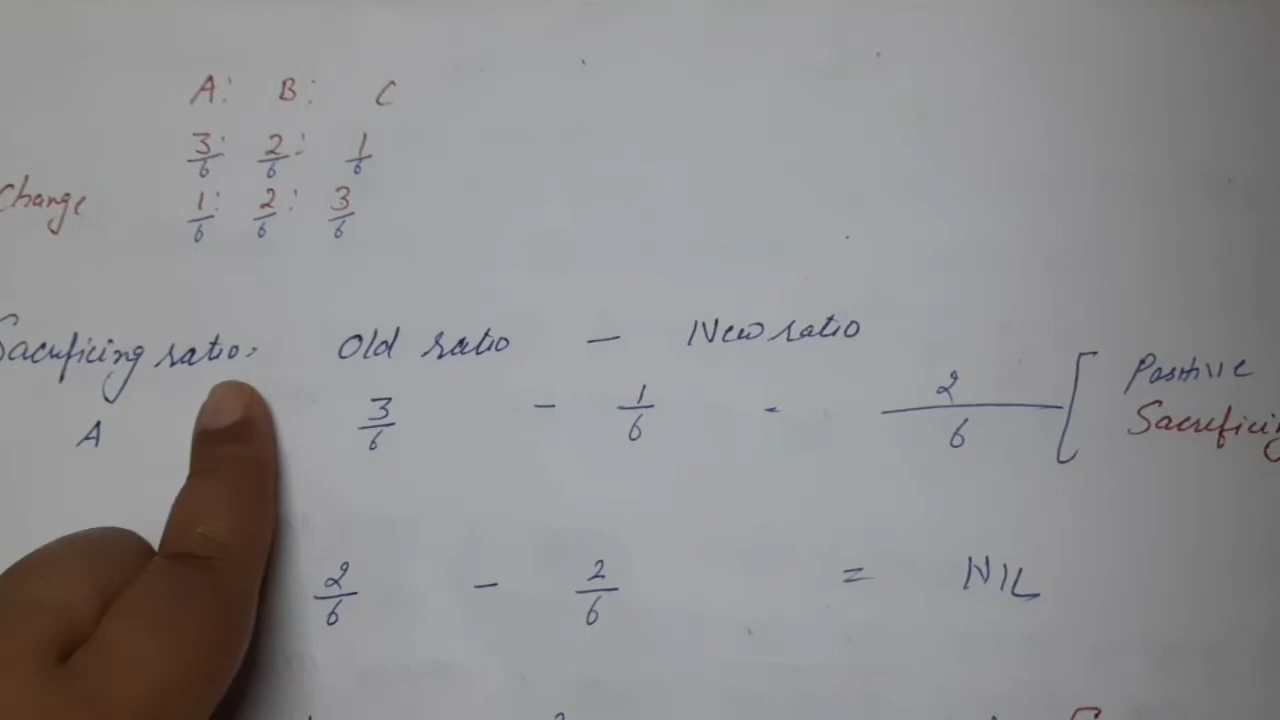 A: B: C
3/6: 2/6: 1/6
Change 1/6: 2/6: 3/6
Sacrificing ratio. Old ratio - New ratio
A 3/6 - 1/6 - 2/6 [ Positive
Sacrificing
2/6 - 2/6 = NIL